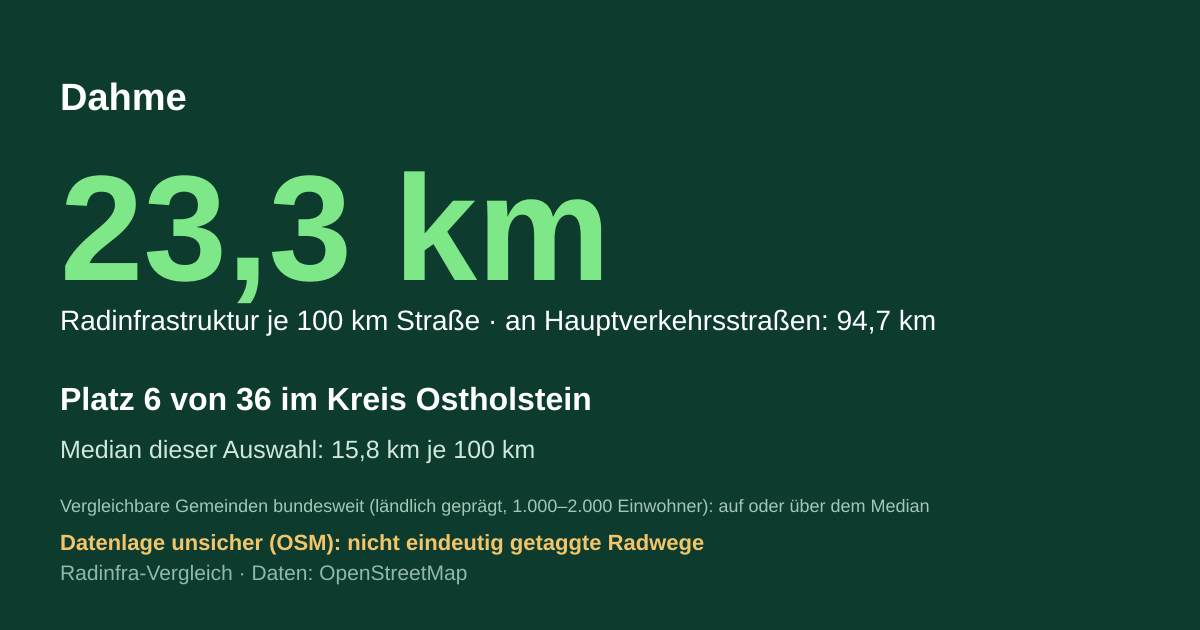 Dahme
23,3 km
Radinfrastruktur je 100 km Straße · an Hauptverkehrsstraßen: 94,7 km
Platz 6 von 36 im Kreis Ostholstein
Median dieser Auswahl: 15,8 km je 100 km
Vergleichbare Gemeinden bundesweit (ländlich geprägt, 1.000–2.000 Einwohner): auf oder über dem Median
Datenlage unsicher (OSM): nicht eindeutig getaggte Radwege
Radinfra-Vergleich · Daten: OpenStreetMap